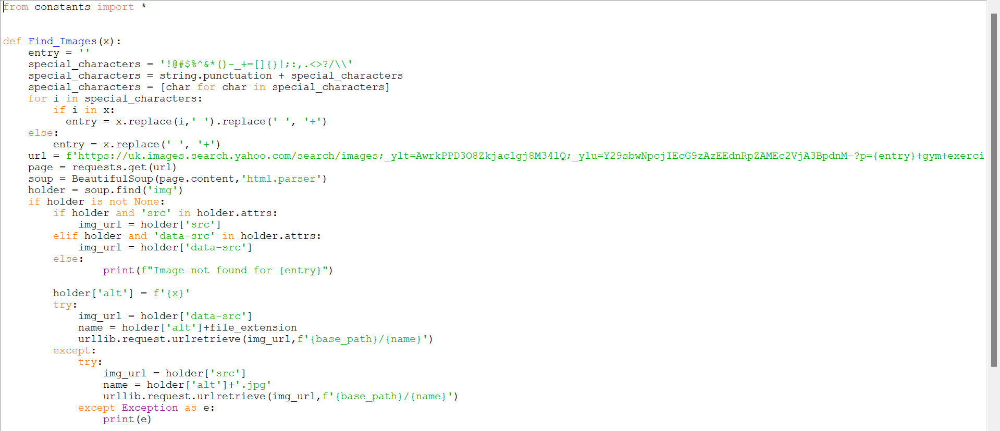 from constants import *
def Find_Images(x):
    entry = ''
    special_characters = '!@#$%^&*()-_+=[]{}|;:,.<>?/\\'
    special_characters = string.punctuation + special_characters
    special_characters = [char for char in special_characters]
    for i in special_characters:
        if i in x:
          entry = x.replace(i,' ').replace(' ', '+')
    else:
        entry = x.replace(' ', '+')
    url = f'https://uk.images.search.yahoo.com/search/images;_ylt=AwrkPPD3O8Zkjaclgj8M34lQ;_ylu=Y29sbwNpcjIEcG9zAzEEdnRpZAMEc2VjA3BpdnM-?p={entry}+gym+exerci
    page = requests.get(url)
    soup = BeautifulSoup(page.content,'html.parser')
    holder = soup.find('img')
    if holder is not None:
        if holder and 'src' in holder.attrs:
            img_url = holder['src']
        elif holder and 'data-src' in holder.attrs:
            img_url = holder['data-src']
        else:
                print(f"Image not found for {entry}")
        holder['alt'] = f'{x}'
        try:
            img_url = holder['data-src']
            name = holder['alt']+file_extension
            urllib.request.urlretrieve(img_url,f'{base_path}/{name}')
        except:
            try:
                img_url = holder['src']
                name = holder['alt']+'.jpg'
                urllib.request.urlretrieve(img_url,f'{base_path}/{name}')
            except Exception as e:
                print(e)